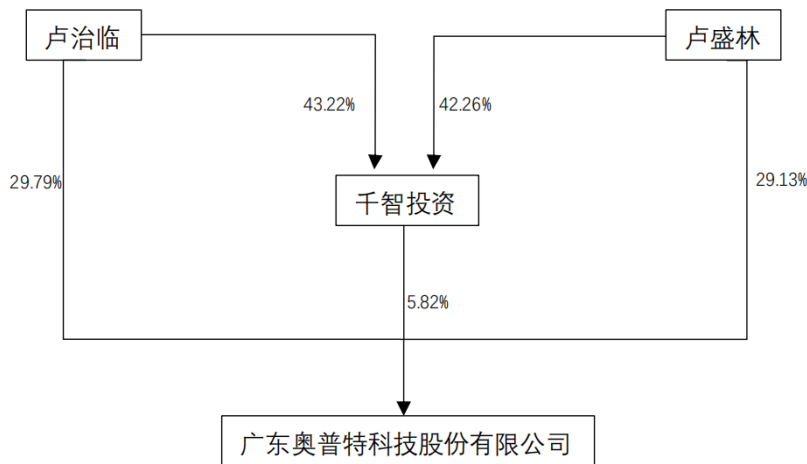 卢治临
卢盛林
43.22%
42.26%
29.79%
千智投资
29.13%
5.82%
广东奥普特科技股份有限公司